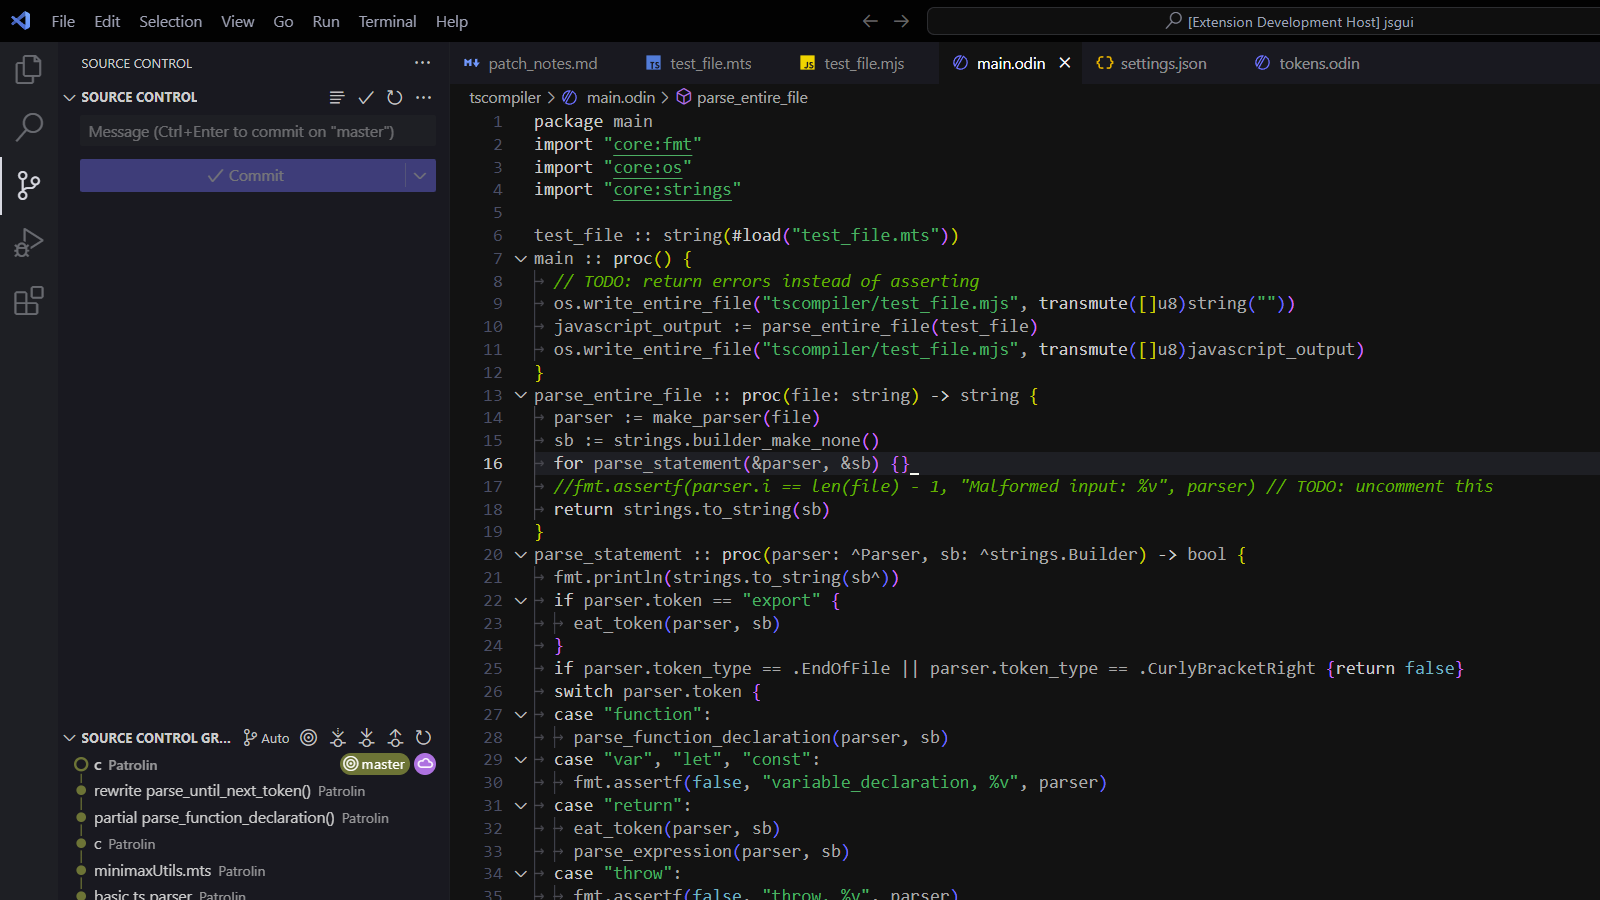 File Edit Selection View Go Run Terminal Help
[Extension Development Host] jsgui
SOURCE CONTROL
SOURCE CONTROL
Message (Ctrl+Enter to commit on "master")
Commit
SOURCE CONTROL GR...
Auto
c Patrolin
master
rewrite parse_until_next_token() Patrolin
partial parse_function_declaration() Patrolin
c Patrolin
minimaxUtils.mts Patrolin
basic ts parser Patrolin
patch_notes.md
TS test_file.mts
JS test_file.mjs
main.odin
settings.json
tokens.odin
tscompiler > main.odin > parse_entire_file
1 package main
2 import "core:fmt"
3 import "core:os"
4 import "core:strings"
5
6 test_file :: string(#load("test_file.mts"))
7 main :: proc() {
8 // TODO: return errors instead of asserting
9 os.write_entire_file("tscompiler/test_file.mjs", transmute([]u8)string(""))
10 javascript_output := parse_entire_file(test_file)
11 os.write_entire_file("tscompiler/test_file.mjs", transmute([]u8)javascript_output)
12 }
13 parse_entire_file :: proc(file: string) -> string {
14 parser := make_parser(file)
15 sb := strings.builder_make_none()
16 for parse_statement(&parser, &sb) {}
17 //fmt.assertf(parser.i == len(file) - 1, "Malformed input: %v", parser) // TODO: uncomment this
18 return strings.to_string(sb)
19 }
20 parse_statement :: proc(parser: ^Parser, sb: ^strings.Builder) -> bool {
21 fmt.println(strings.to_string(sb^))
22 if parser.token == "export" {
23 eat_token(parser, sb)
24 }
25 if parser.token_type == .EndOfFile || parser.token_type == .CurlyBracketRight {return false}
26 switch parser.token {
27 case "function":
28 parse_function_declaration(parser, sb)
29 case "var", "let", "const":
30 fmt.assertf(false, "variable_declaration, %v", parser)
31 case "return":
32 eat_token(parser, sb)
33 parse_expression(parser, sb)
34 case "throw":
35 fmt.assertf(false, "throw, %v", parser)